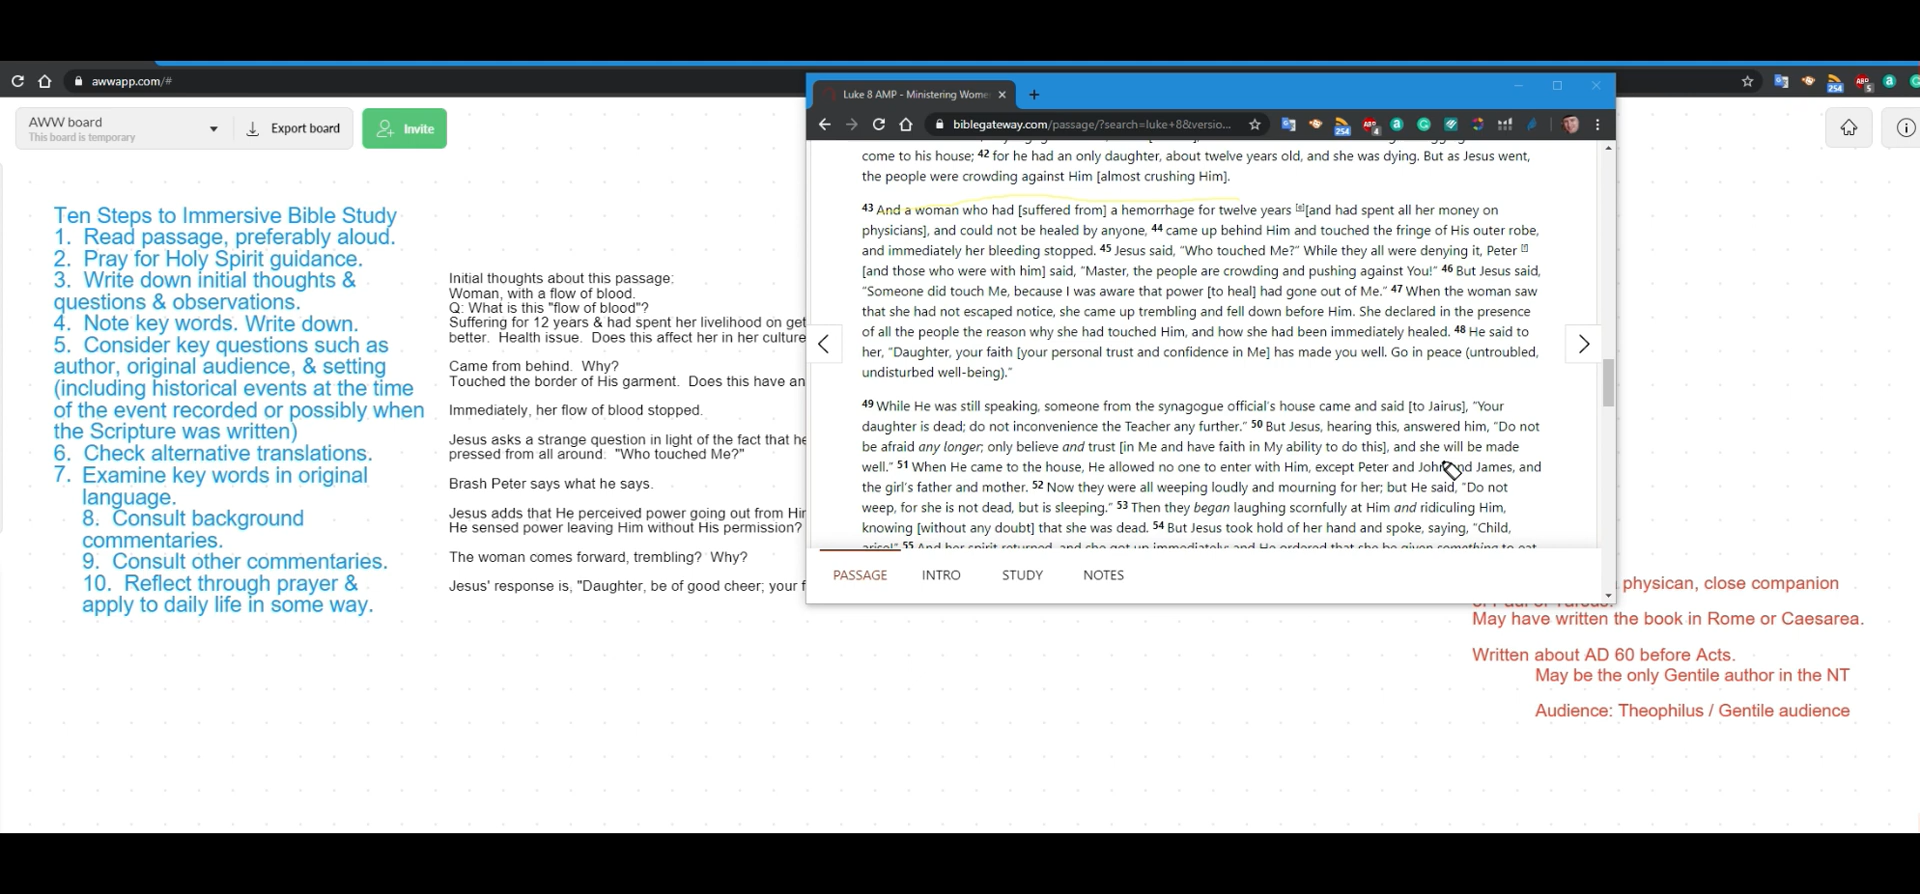 awwapp.com/#
254
5
AWW board
This board is temporary
Export board
Invite
Ten Steps to Immersive Bible Study
1. Read passage, preferably aloud.
2. Pray for Holy Spirit guidance.
3. Write down initial thoughts &
questions & observations.
4. Note key words. Write down.
5. Consider key questions such as
author, original audience, & setting
(including historical events at the time
of the event recorded or possibly when
the Scripture was written)
6. Check alternative translations.
7. Examine key words in original
language.
8. Consult background
commentaries.
9. Consult other commentaries.
10. Reflect through prayer &
apply to daily life in some way.
Initial thoughts about this passage:
Woman, with a flow of blood.
Q: What is this "flow of blood"?
Suffering for 12 years & had spent her livelihood on get
better. Health issue. Does this affect her in her culture
Came from behind. Why?
Touched the border of His garment. Does this have an
Immediately, her flow of blood stopped.
Jesus asks a strange question in light of the fact that he
pressed from all around: "Who touched Me?"
Brash Peter says what he says.
Jesus adds that He perceived power going out from Him
He sensed power leaving Him without His permission?
The woman comes forward, trembling? Why?
Jesus' response is, "Daughter, be of good cheer; your f
Luke 8 AMP - Ministering Wome
biblegateway.com/passage/?search=luke+8&versio...
254
4
come to his house; 42 for he had an only daughter, about twelve years old, and she was dying. But as Jesus went,
the people were crowding against Him [almost crushing Him].
43 And a woman who had [suffered from] a hemorrhage for twelve years [and had spent all her money on
physicians], and could not be healed by anyone, 44 came up behind Him and touched the fringe of His outer robe,
and immediately her bleeding stopped. 45 Jesus said, “Who touched Me?” While they all were denying it, Peter
[and those who were with him] said, “Master, the people are crowding and pushing against You!” 46 But Jesus said,
“Someone did touch Me, because I was aware that power [to heal] had gone out of Me.” 47 When the woman saw
that she had not escaped notice, she came up trembling and fell down before Him. She declared in the presence
of all the people the reason why she had touched Him, and how she had been immediately healed. 48 He said to
her, “Daughter, your faith [your personal trust and confidence in Me] has made you well. Go in peace (untroubled,
undisturbed well-being).”
49 While He was still speaking, someone from the synagogue official’s house came and said [to Jairus], “Your
daughter is dead; do not inconvenience the Teacher any further.” 50 But Jesus, hearing this, answered him, “Do not
be afraid any longer; only believe and trust [in Me and have faith in My ability to do this], and she will be made
well.” 51 When He came to the house, He allowed no one to enter with Him, except Peter and John and James, and
the girl’s father and mother. 52 Now they were all weeping loudly and mourning for her; but He said, “Do not
weep, for she is not dead, but is sleeping.” 53 Then they began laughing scornfully at Him and ridiculing Him,
knowing [without any doubt] that she was dead. 54 But Jesus took hold of her hand and spoke, saying, “Child,
arise!” 55 And her spirit returned, and she got up immediately; and He ordered that she be given something to eat
PASSAGE
INTRO
STUDY
NOTES
physican, close companion
of Paul of Tarsus.
May have written the book in Rome or Caesarea.
Written about AD 60 before Acts.
May be the only Gentile author in the NT
Audience: Theophilus / Gentile audience